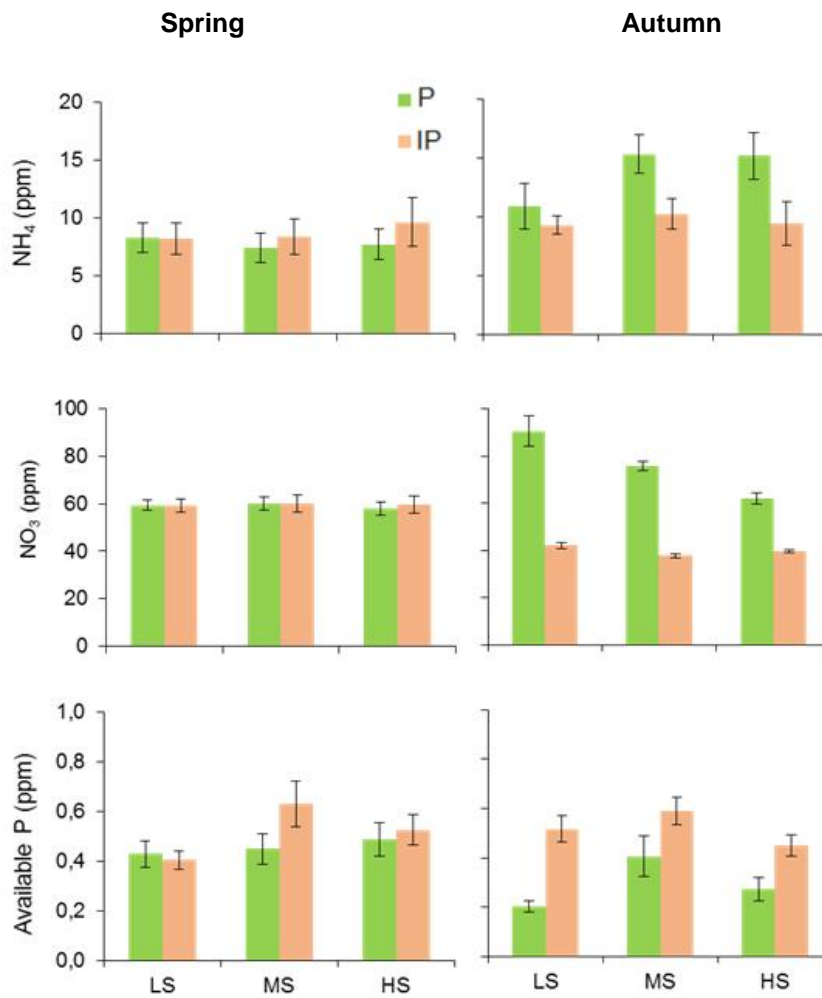 Spring Autumn
P
IP
NH₄ (ppm)
20
15
10
5
0
NO₃ (ppm)
100
80
60
40
20
0
Available P (ppm)
1,0
0,8
0,6
0,4
0,2
0,0
LS MS HS LS MS HS